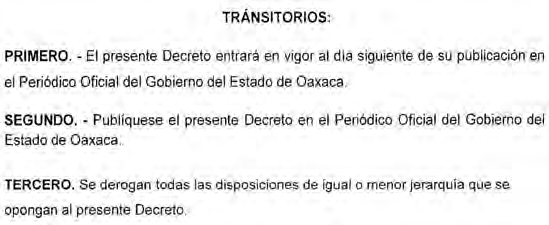 TRÁNSITORIOS:
PRIMERO. - El presente Decreto entrará en vigor al día siguiente de su publicación en
el Periódico Oficial del Gobierno del Estado de Oaxaca.
SEGUNDO. - Publíquese el presente Decreto en el Periódico Oficial del Gobierno del
Estado de Oaxaca.
TERCERO. Se derogan todas las disposiciones de igual o menor jerarquía que se
opongan al presente Decreto.